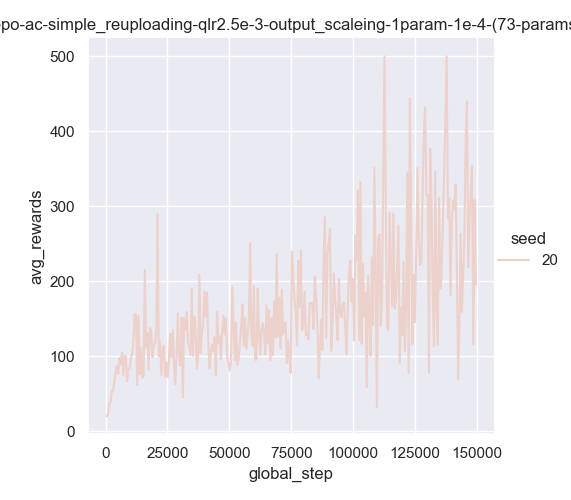 ppo-ac-simple_reuploading-qlr2.5e-3-output_scaleing-1param-1e-4-(73-params
500
400
300
200
100
0
avg_rewards
0 25000 50000 75000 100000 125000 150000
global_step
seed
20